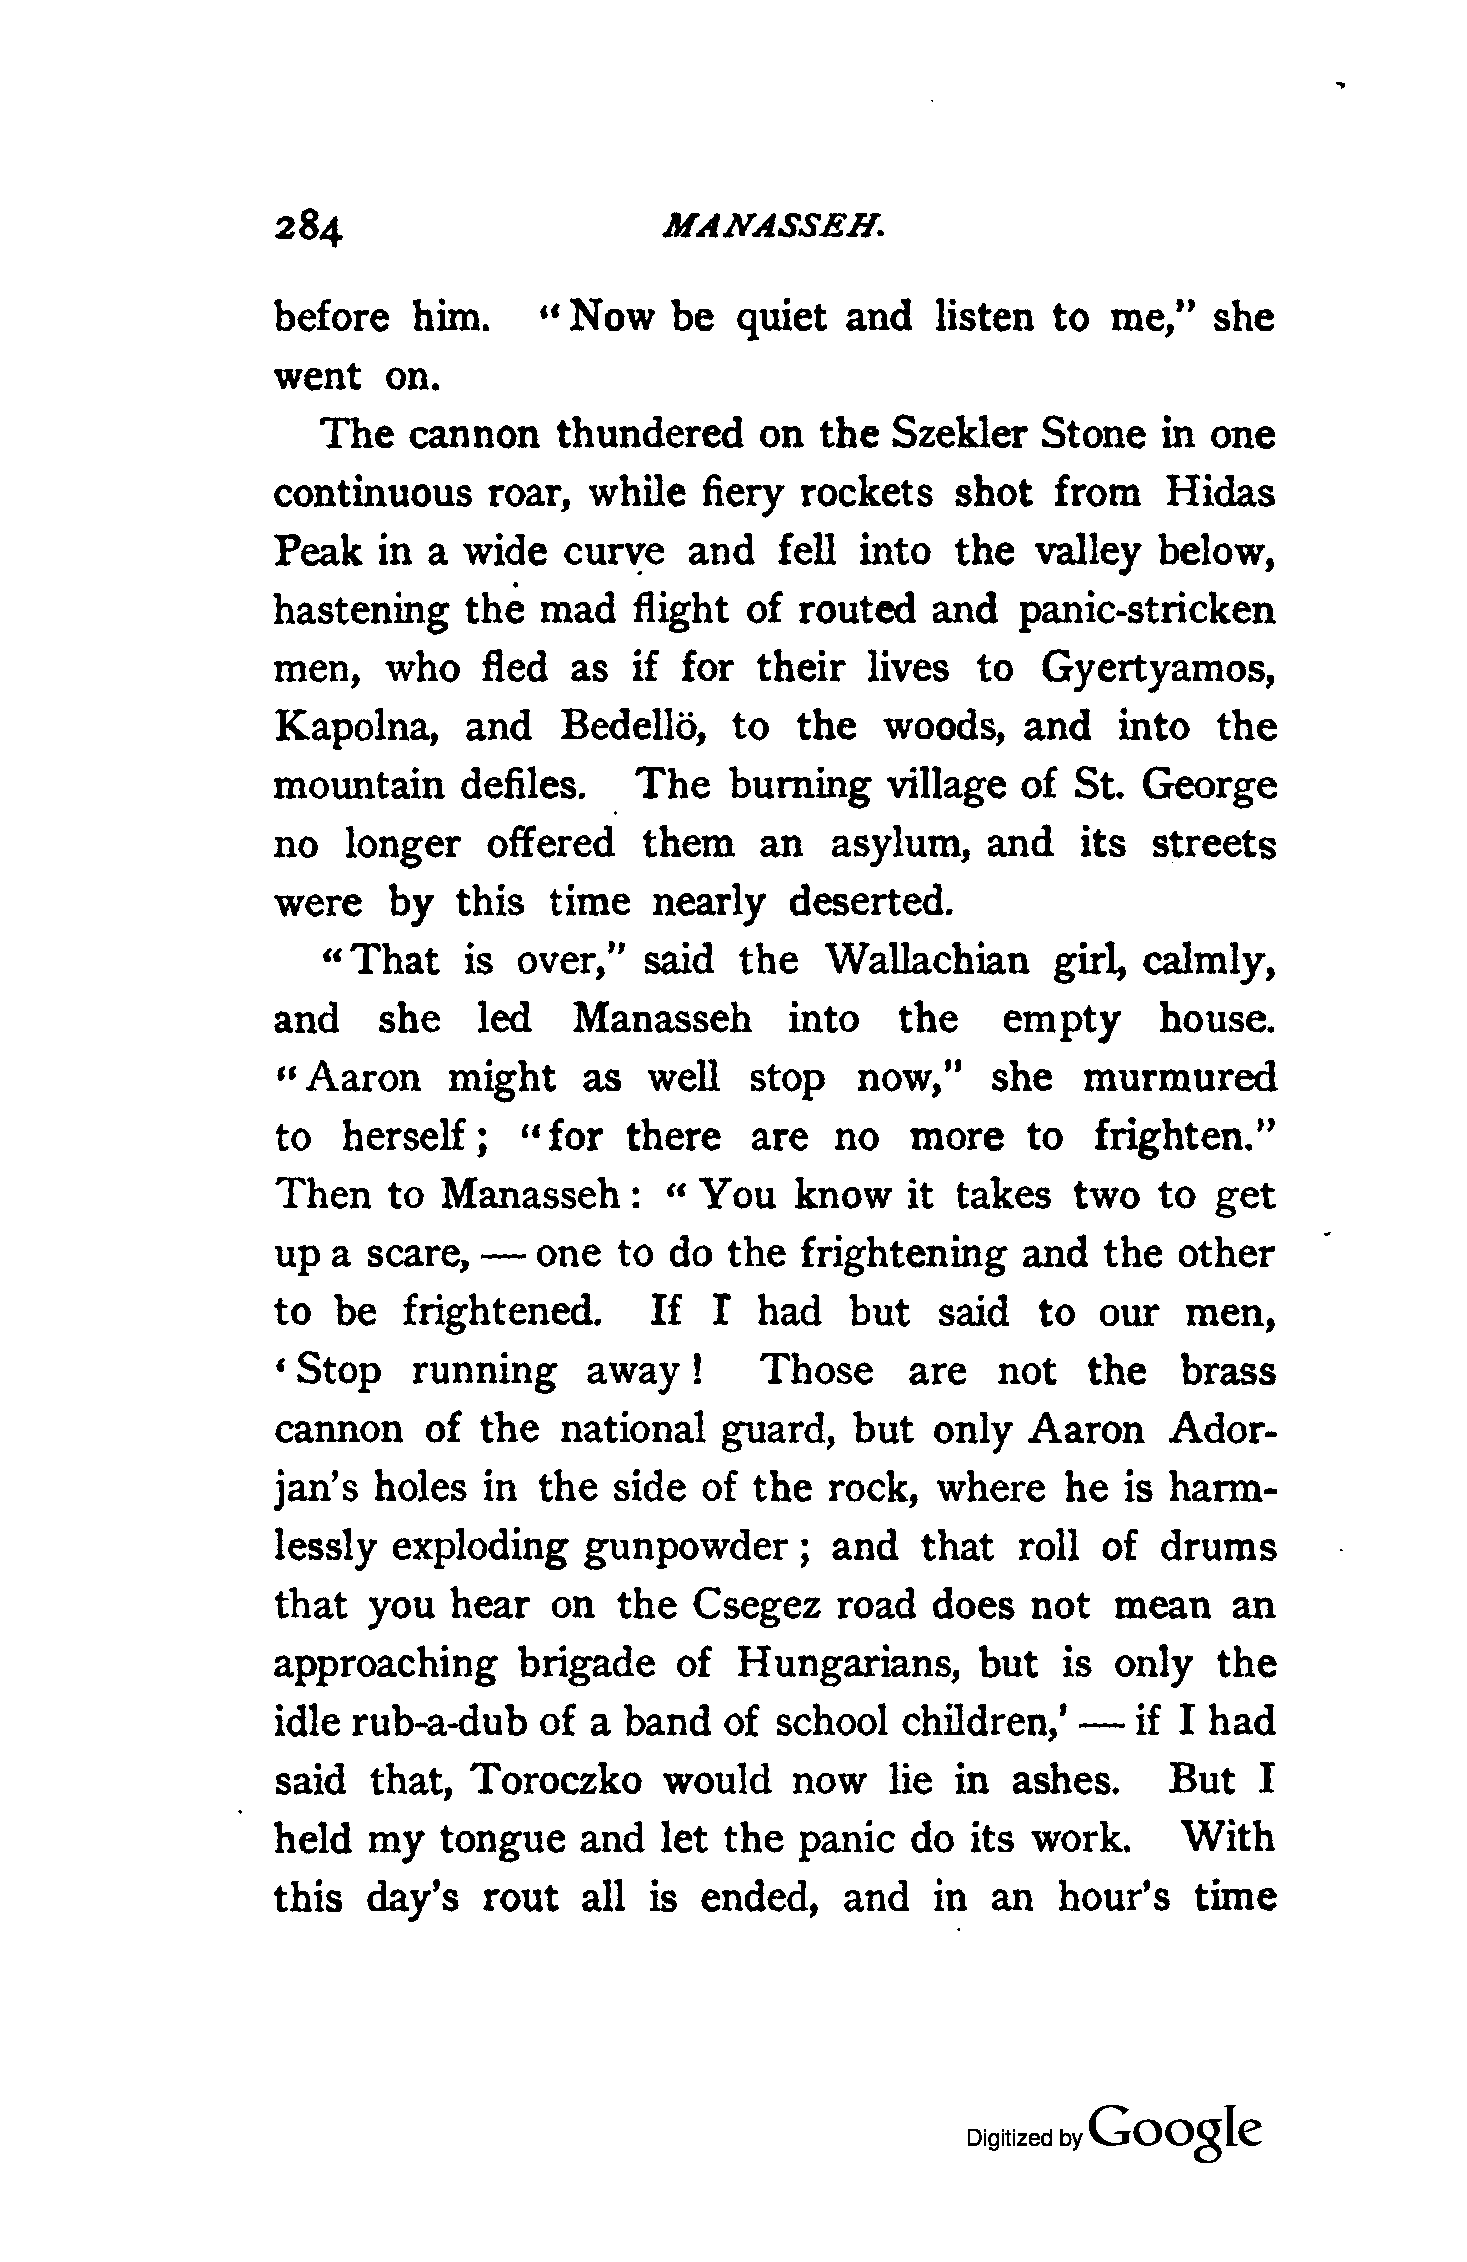 284 MANASSEH.
before him. "Now be quiet and listen to me," she
went on.
The cannon thundered on the Szekler Stone in one
continuous roar, while fiery rockets shot from Hidas
Peak in a wide curve and fell into the valley below,
hastening the mad flight of routed and panic-stricken
men, who fled as if for their lives to Gyertyamos,
Kapolna, and Bedellö, to the woods, and into the
mountain defiles. The burning village of St. George
no longer offered them an asylum, and its streets
were by this time nearly deserted.
"That is over," said the Wallachian girl, calmly,
and she led Manasseh into the empty house.
"Aaron might as well stop now," she murmured
to herself; "for there are no more to frighten."
Then to Manasseh: "You know it takes two to get
up a scare, — one to do the frightening and the other
to be frightened. If I had but said to our men,
'Stop running away! Those are not the brass
cannon of the national guard, but only Aaron Ador-
jan's holes in the side of the rock, where he is harm-
lessly exploding gunpowder; and that roll of drums
that you hear on the Csegez road does not mean an
approaching brigade of Hungarians, but is only the
idle rub-a-dub of a band of school children,' — if I had
said that, Toroczko would now lie in ashes. But I
held my tongue and let the panic do its work. With
this day's rout all is ended, and in an hour's time
Digitized by Google